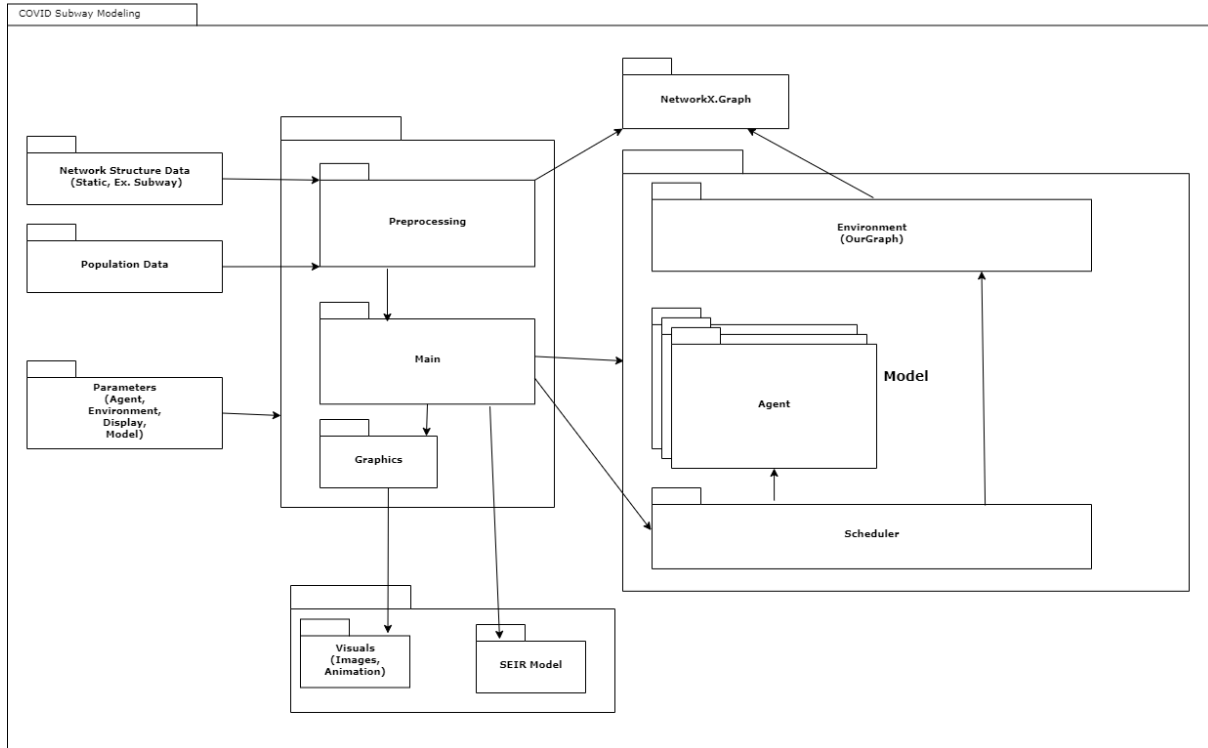 COVID Subway Modeling
NetworkX.Graph
Network Structure Data
(Static, Ex. Subway)
Preprocessing
Environment
(OurGraph)
Population Data
Main
Parameters
(Agent,
Environment,
Display,
Model)
Model
Agent
Graphics
Scheduler
Visuals
(Images,
Animation)
SEIR Model